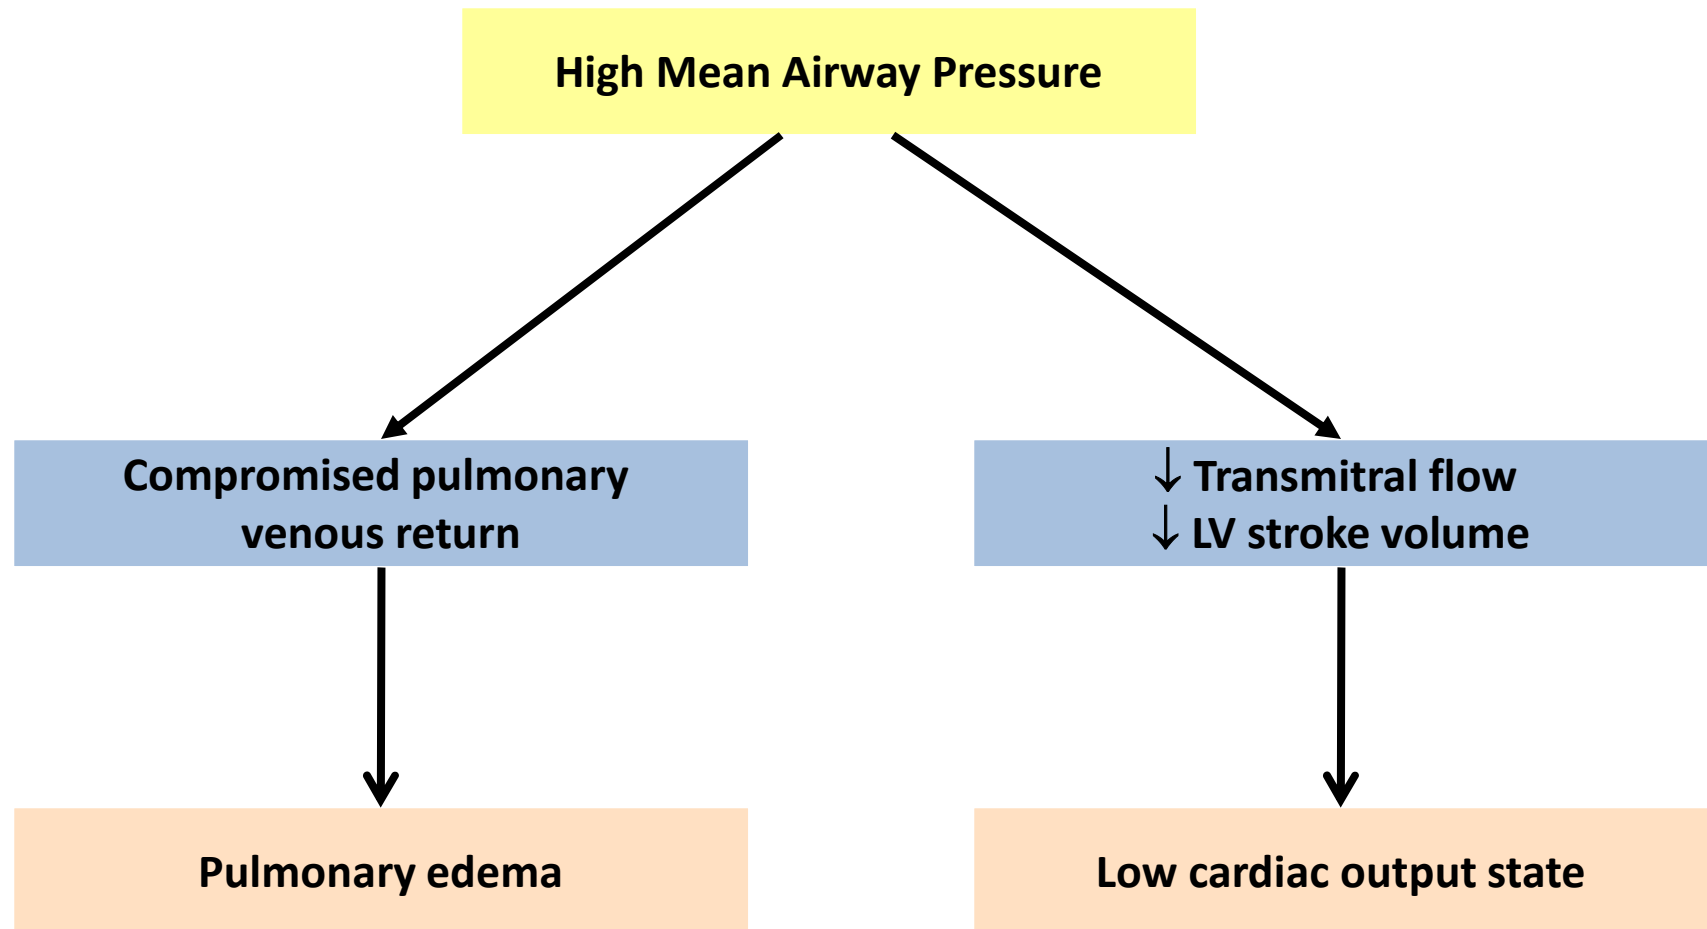 High Mean Airway Pressure
Compromised pulmonary
venous return
↓ Transmitral flow
↓ LV stroke volume
Pulmonary edema
Low cardiac output state